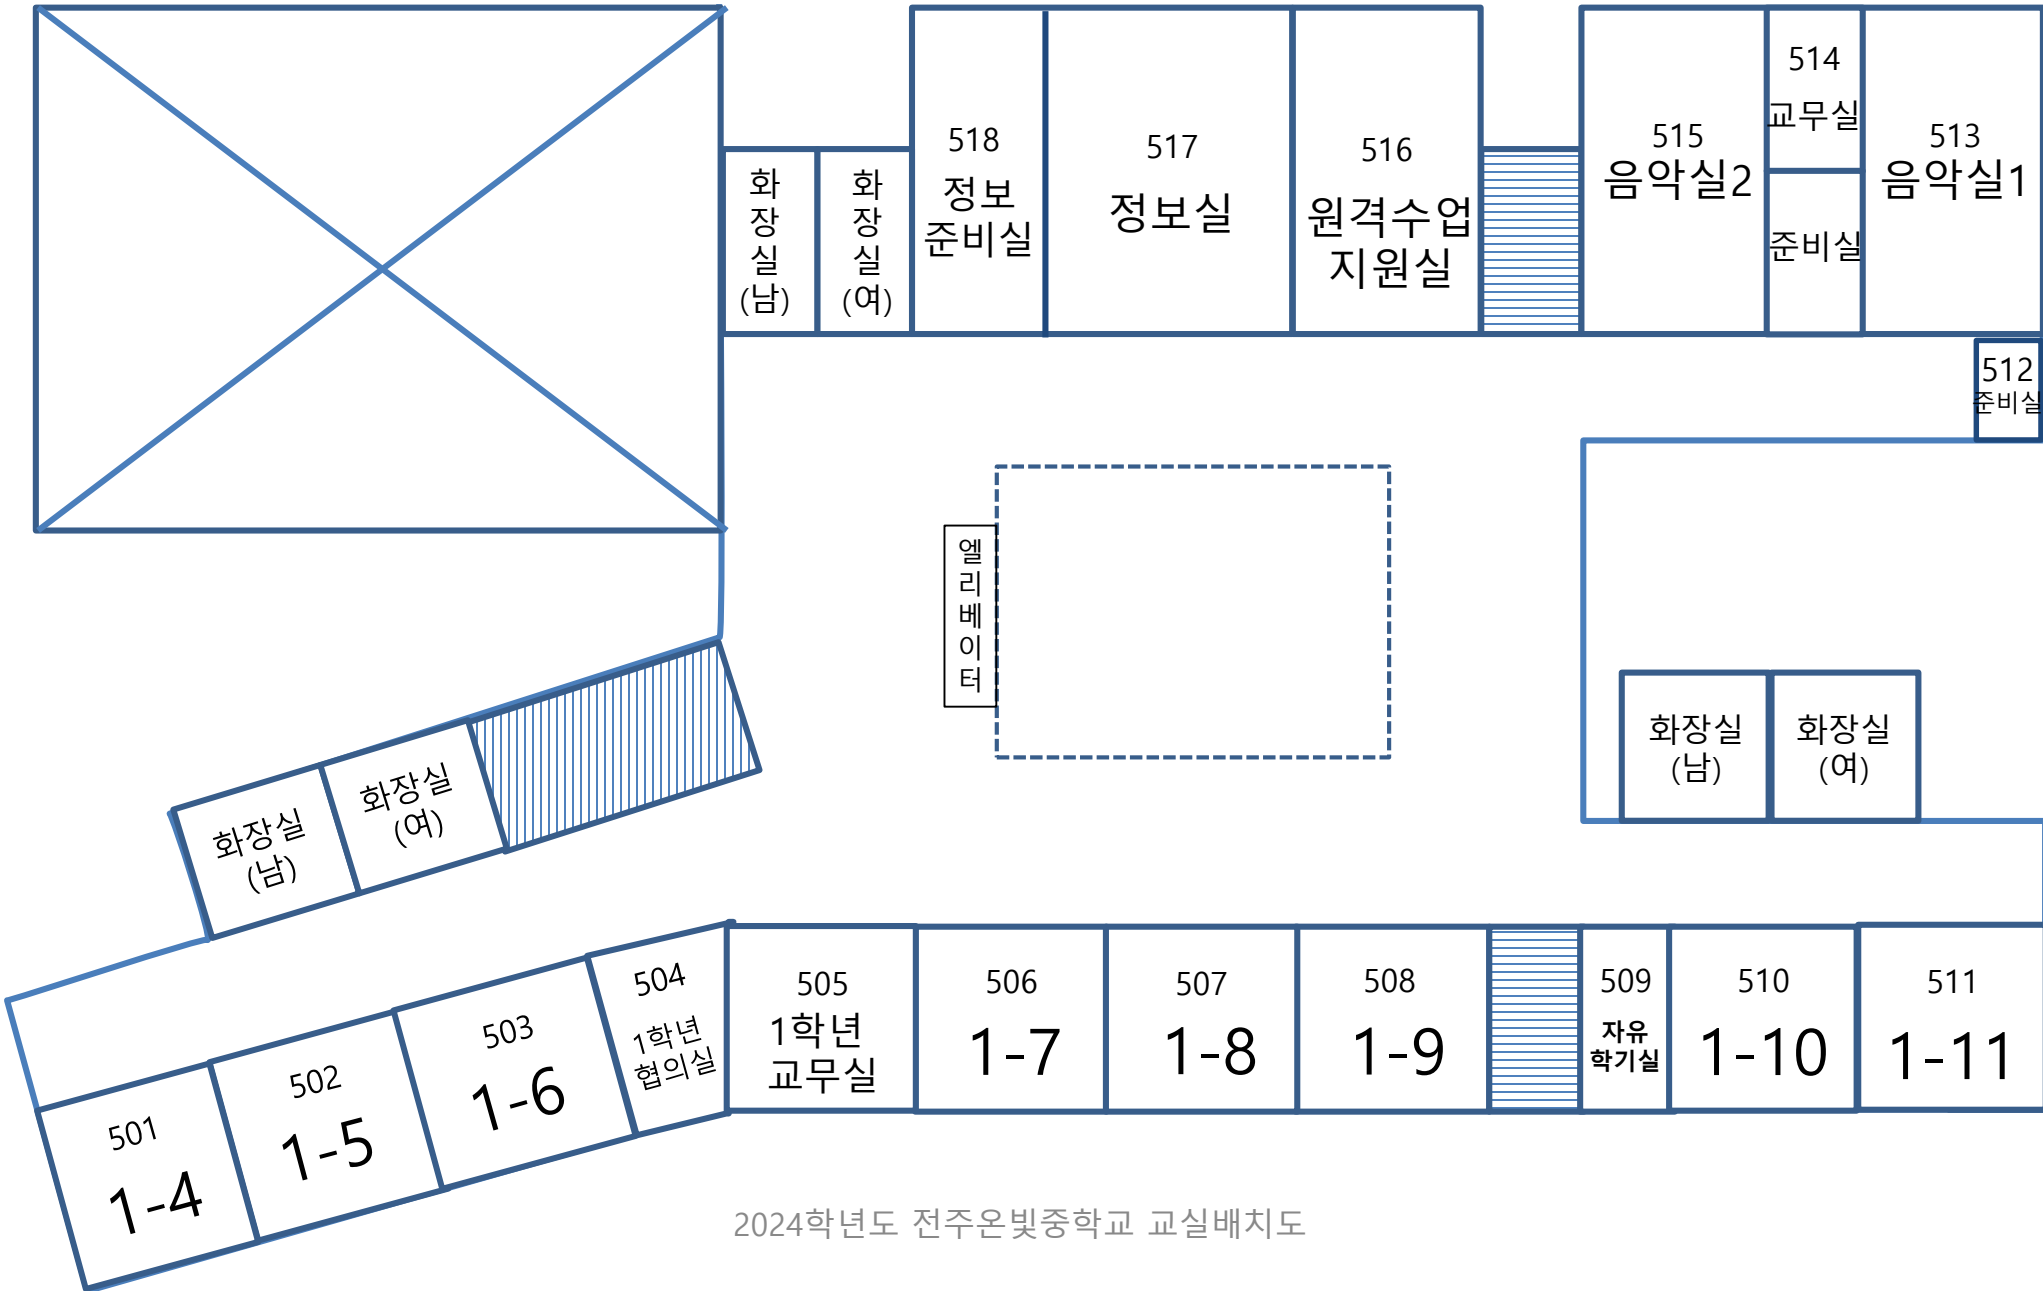 518
정보
준비실
517
정보실
516
원격수업
지원실
515
음악실2
514
교무실
준비실
513
음악실1
화
장
실
(남)
화
장
실
(여)
512
준비실
엘
리
베
이
터
화장실
(남)
화장실
(여)
화장실
(남)
화장실
(여)
501
1-4
502
1-5
503
1-6
504
1학년
협의실
505
1학년
교무실
506
1-7
507
1-8
508
1-9
509
자유
학기실
510
1-10
511
1-11
2024학년도 전주온빛중학교 교실배치도